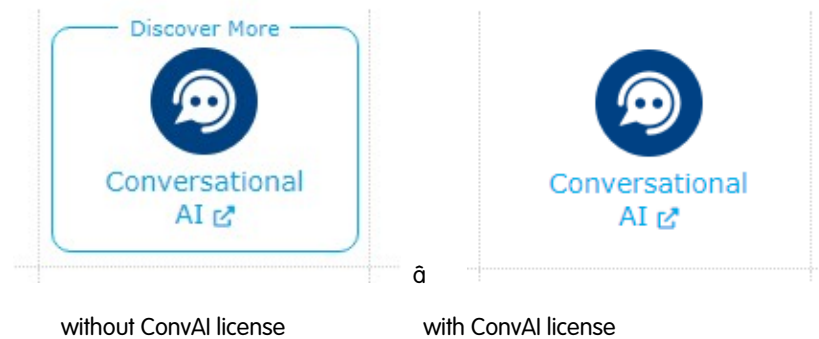 Discover More
Conversational
AI
Conversational
AI
â
without ConvAI license
with ConvAI license